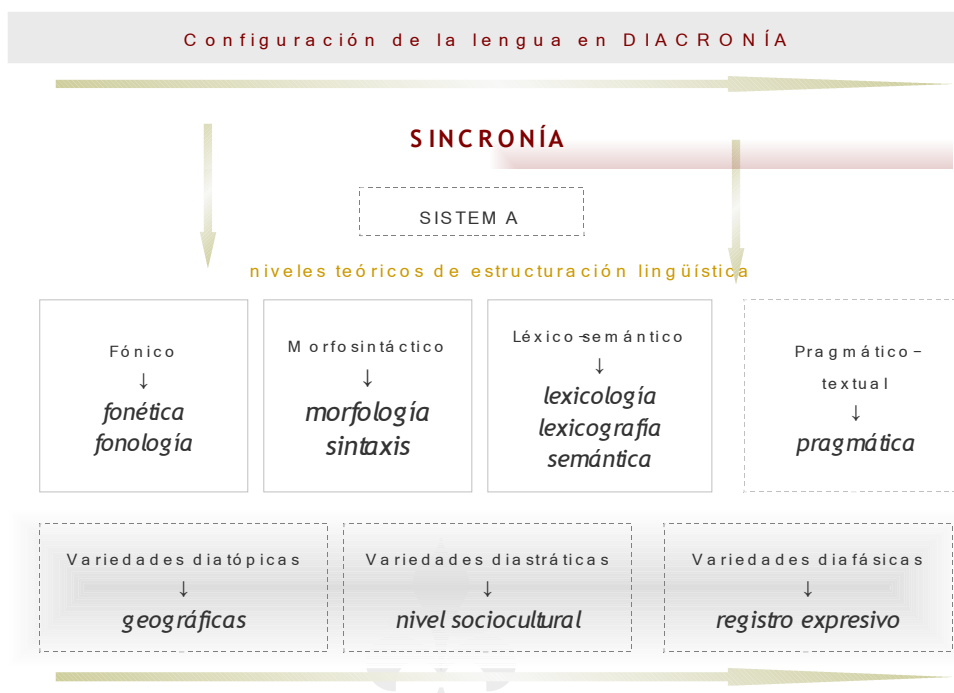 Configuración de la lengua en DIACRONÍA
SINCRONÍA
SISTEMA
niveles teóricos de estructuración lingüística
Fónico
↓
fonética
fonología
Morfosintáctico
↓
morfología
sintaxis
Léxico-semántico
↓
lexicología
lexicografía
semántica
Pragmático–
textual
↓
pragmática
Variedades diatópicas
↓
geográficas
Variedades diastráticas
↓
nivel sociocultural
Variedades diafásicas
↓
registro expresivo